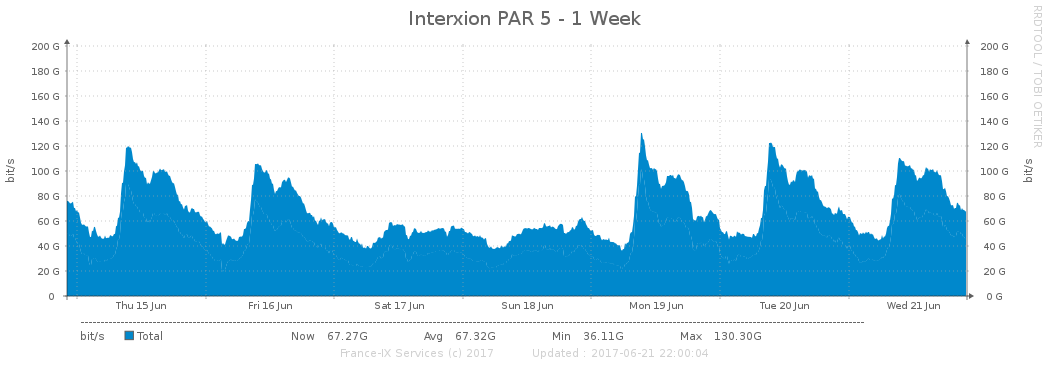 Interxion PAR 5 - 1 Week
RRDTOOL / TOBI OETIKER
200 G 200 G
180 G 180 G
160 G 160 G
140 G 140 G
120 G 120 G
100 G 100 G
80 G 80 G
60 G 60 G
40 G 40 G
20 G 20 G
0 0 G
bit/s bit/s
Thu 15 Jun Fri 16 Jun Sat 17 Jun Sun 18 Jun Mon 19 Jun Tue 20 Jun Wed 21 Jun
bit/s Total Now 67.27G Avg 67.32G Min 36.11G Max 130.30G
France-IX Services (c) 2017 Updated : 2017-06-21 22:00:04